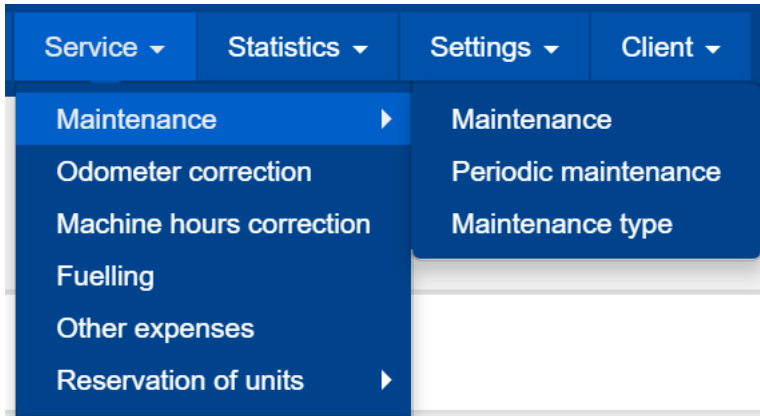 Service Statistics Settings Client
Maintenance
Odometer correction
Machine hours correction
Fuelling
Other expenses
Reservation of units
Maintenance
Periodic maintenance
Maintenance type